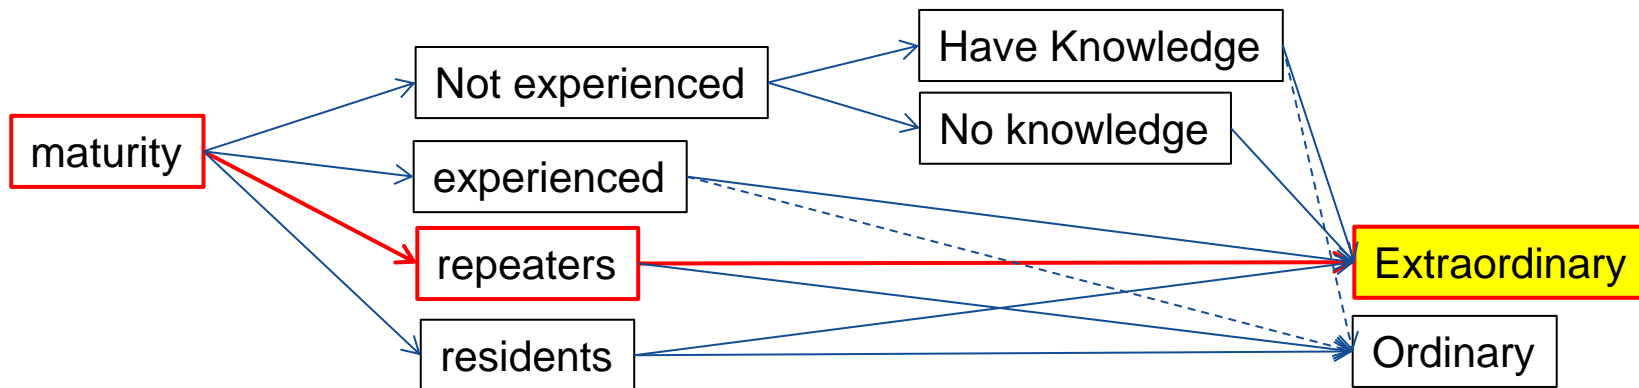 maturity
Not experienced
experienced
repeaters
residents
Have Knowledge
No knowledge
Extraordinary
Ordinary